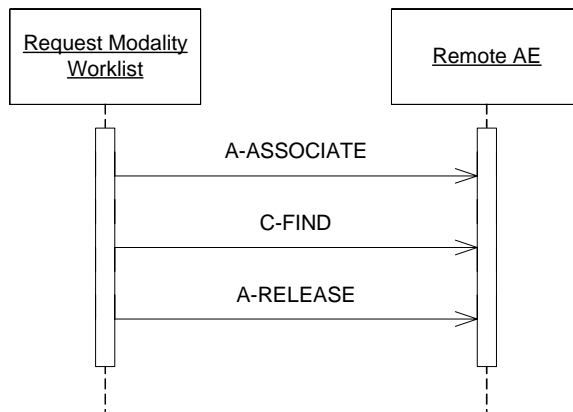 Request Modality
Worklist
Remote AE
A-ASSOCIATE
C-FIND
A-RELEASE